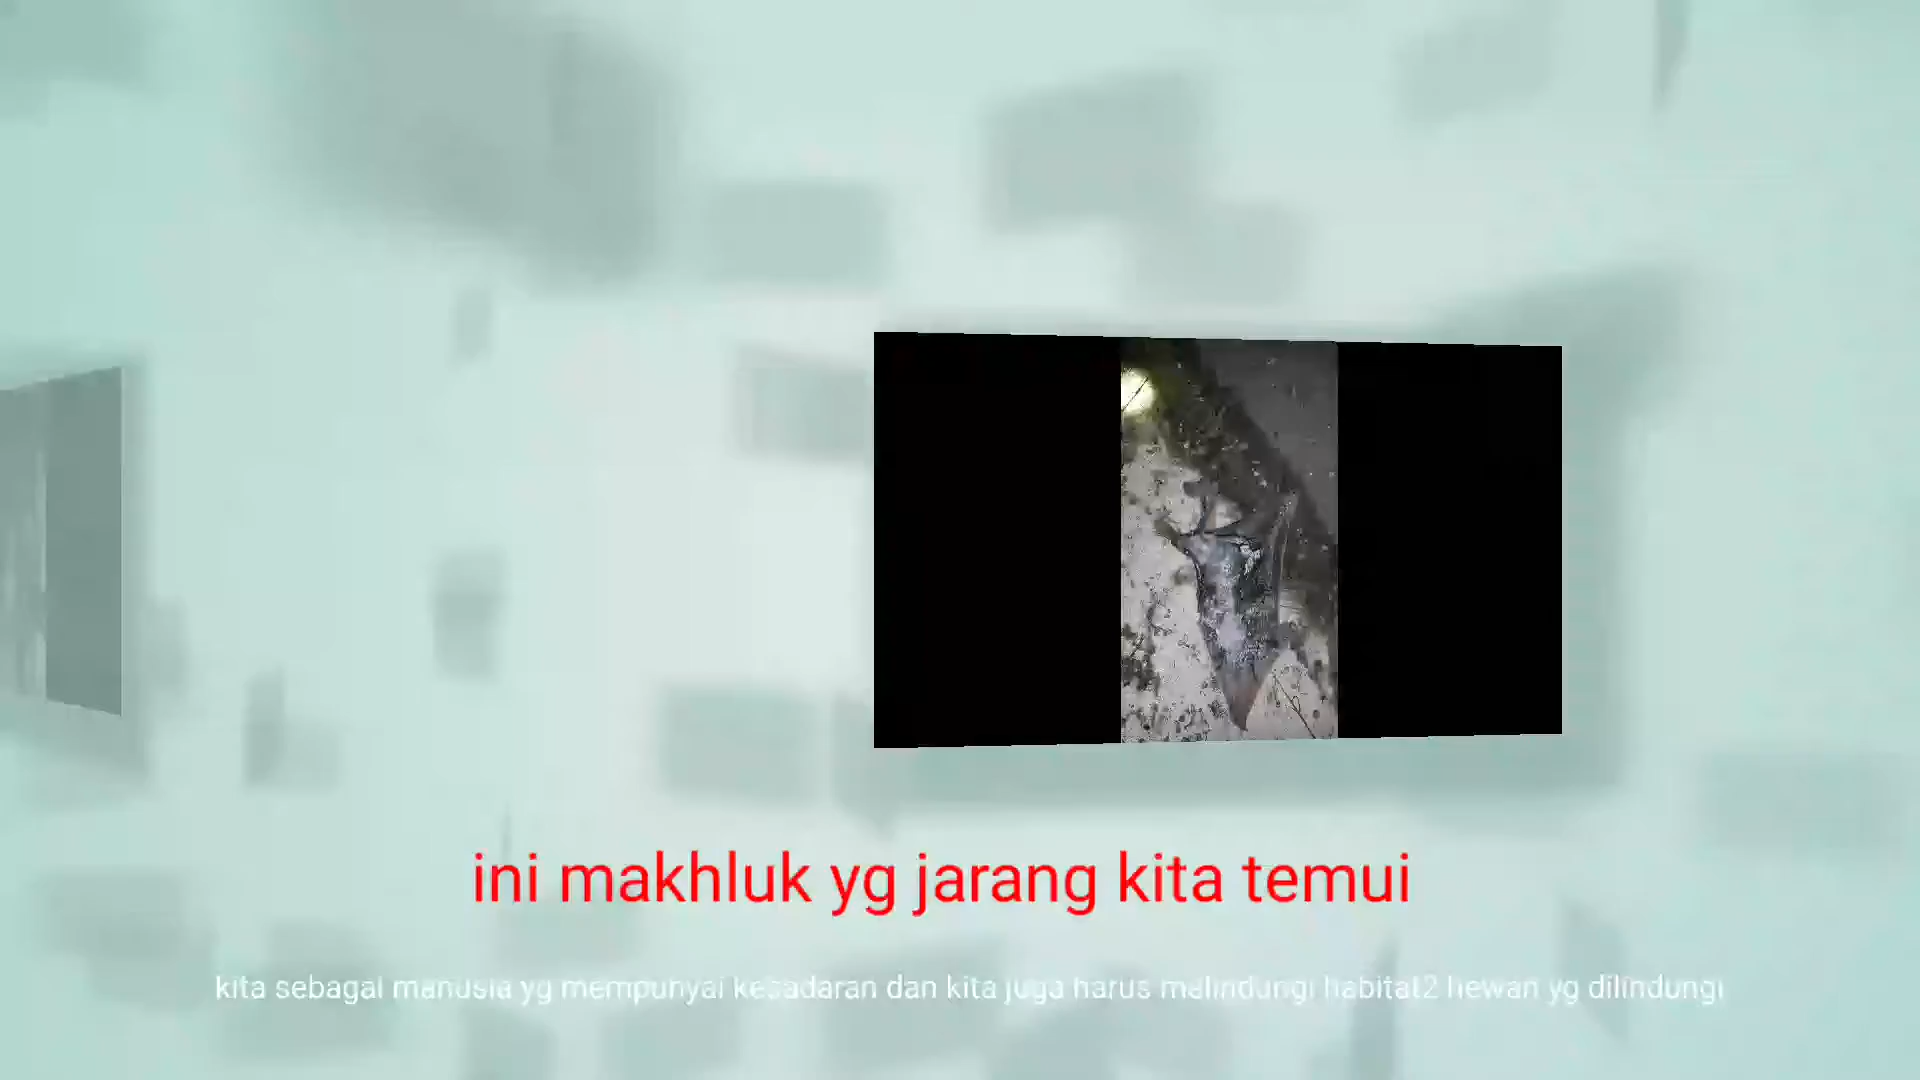 ini makhluk yg jarang kita temui
kita sebagai manusia yg mempunyai kesadaran dan kita juga harus malindungi habitat2 hewan yg dilindungi